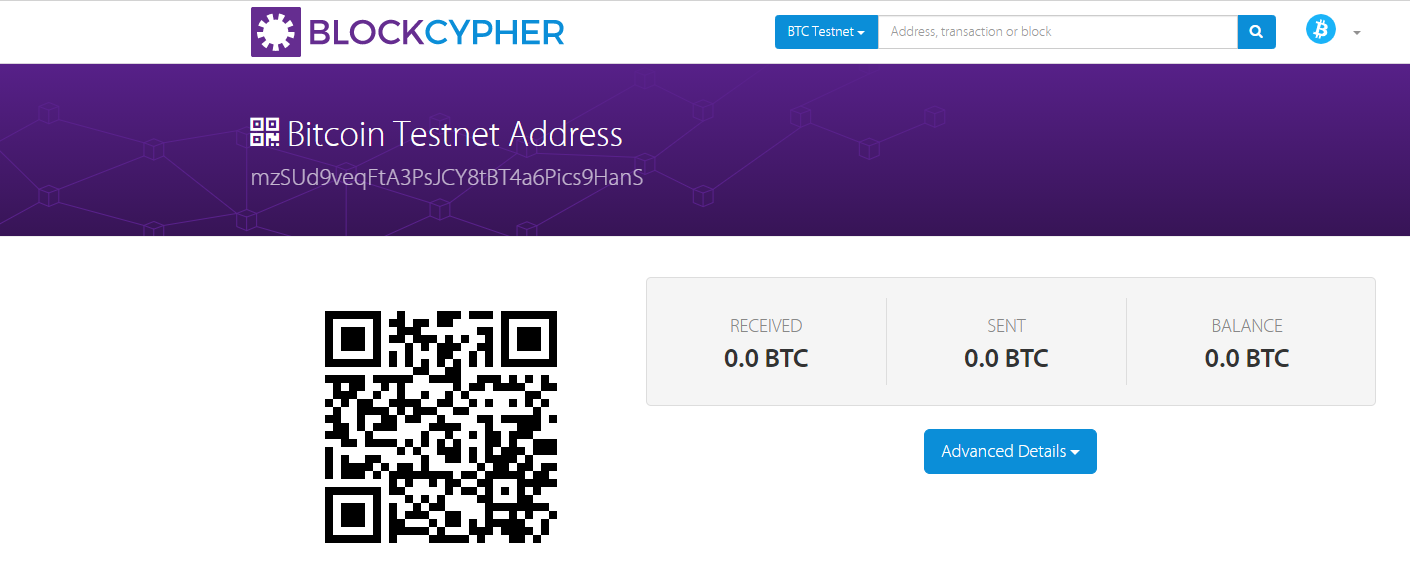 BLOCKCYPHER
BTC Testnet
Address, transaction or block
Bitcoin Testnet Address
mzSUd9veqFtA3PsJCY8tBT4a6Pics9HanS
RECEIVED
0.0 BTC
SENT
0.0 BTC
BALANCE
0.0 BTC
Advanced Details